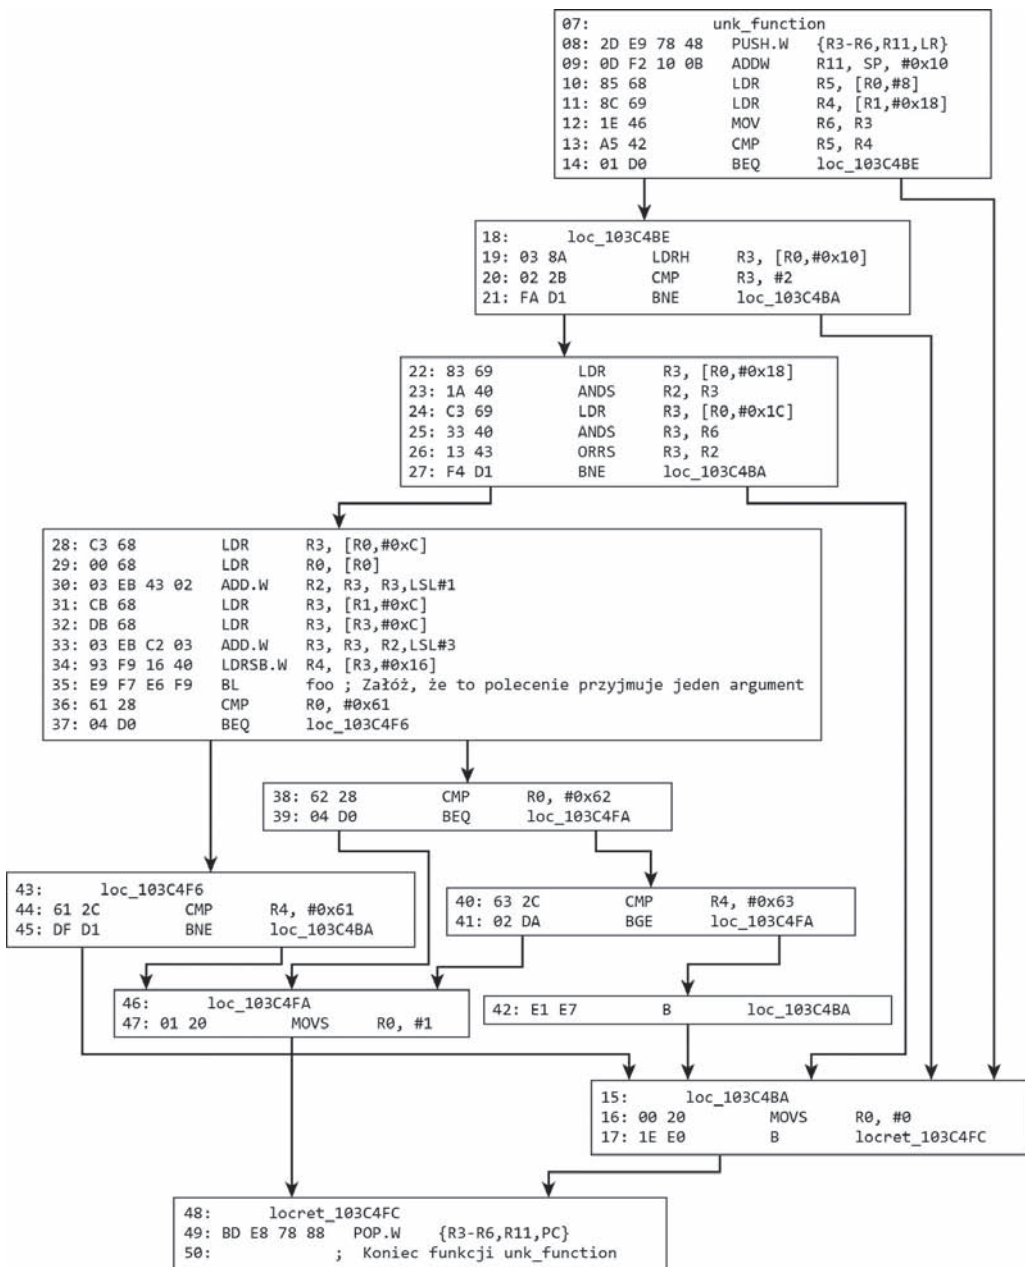 07: unk_function
08: 2D E9 78 48 PUSH.W {R3-R6,R11,LR}
09: 0D F2 10 0B ADDW R11, SP, #0x10
10: 85 68 LDR R5, [R0,#8]
11: 8C 69 LDR R4, [R1,#0x18]
12: 1E 46 MOV R6, R3
13: A5 42 CMP R5, R4
14: 01 D0 BEQ loc_103C4BE
18: loc_103C4BE
19: 03 8A LDRH R3, [R0,#0x10]
20: 02 2B CMP R3, #2
21: FA D1 BNE loc_103C4BA
22: 83 69 LDR R3, [R0,#0x18]
23: 1A 40 ANDS R2, R3
24: C3 69 LDR R3, [R0,#0x1C]
25: 33 40 ANDS R3, R6
26: 13 43 ORRS R3, R2
27: F4 D1 BNE loc_103C4BA
28: C3 68 LDR R3, [R0,#0xC]
29: 00 68 LDR R0, [R0]
30: 03 EB 43 02 ADD.W R2, R3, R3,LSL#1
31: CB 68 LDR R3, [R1,#0xC]
32: DB 68 LDR R3, [R3,#0xC]
33: 03 EB C2 03 ADD.W R3, R3, R2,LSL#3
34: 93 F9 16 40 LDRSB.W R4, [R3,#0x16]
35: E9 F7 E6 F9 BL foo ; Załóż, że to polecenie przyjmuje jeden argument
36: 61 28 CMP R0, #0x61
37: 04 D0 BEQ loc_103C4F6
38: 62 28 CMP R0, #0x62
39: 04 D0 BEQ loc_103C4FA
43: loc_103C4F6
44: 61 2C CMP R4, #0x61
45: DF D1 BNE loc_103C4BA
40: 63 2C CMP R4, #0x63
41: 02 DA BGE loc_103C4FA
46: loc_103C4FA
47: 01 20 MOVS R0, #1
42: E1 E7 B loc_103C4BA
15: loc_103C4BA
16: 00 20 MOVS R0, #0
17: 1E E0 B locret_103C4FC
48: locret_103C4FC
49: BD E8 78 88 POP.W {R3-R6,R11,PC}
50: ; Koniec funkcji unk_function